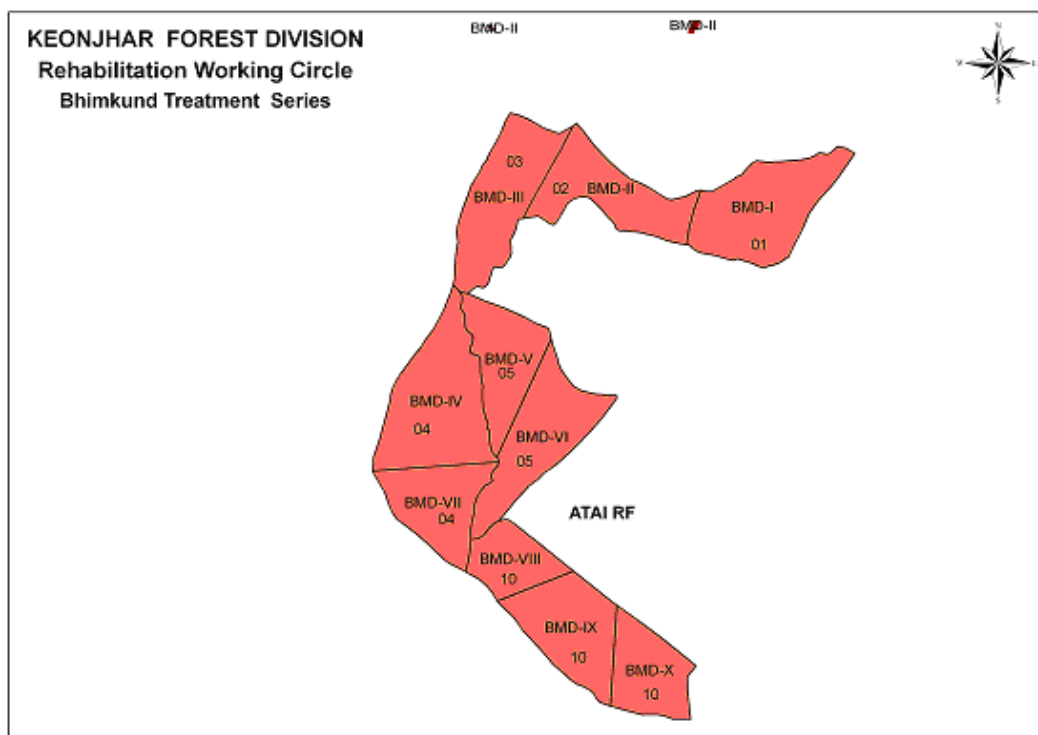 BMD-II
BMD-II
KEONJHAR FOREST DIVISION
Rehabilitation Working Circle
Bhimkund Treatment Series
N
W
E
S
03
BMD-III
02
BMD-II
BMD-I
01
BMD-V
05
BMD-IV
04
BMD-VI
05
BMD-VII
04
ATAI RF
BMD-VIII
10
BMD-IX
10
BMD-X
10